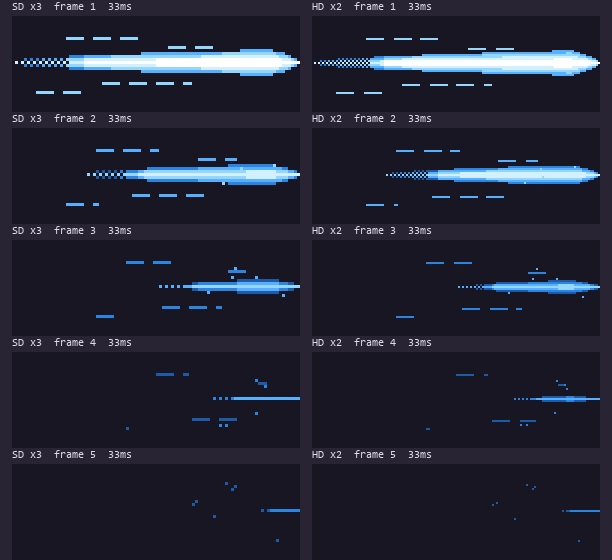 SD x3  frame 1  33ms
HD x2  frame 1  33ms
SD x3  frame 2  33ms
HD x2  frame 2  33ms
SD x3  frame 3  33ms
HD x2  frame 3  33ms
SD x3  frame 4  33ms
HD x2  frame 4  33ms
SD x3  frame 5  33ms
HD x2  frame 5  33ms